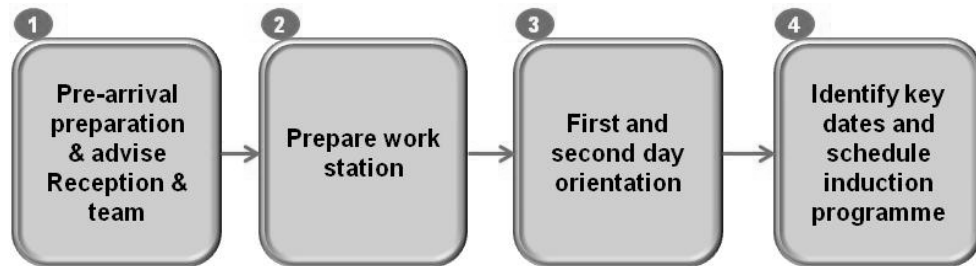 1
Pre-arrival
preparation
& advise
Reception &
team
2
Prepare work
station
3
First and
second day
orientation
4
Identify key
dates and
schedule
induction
programme